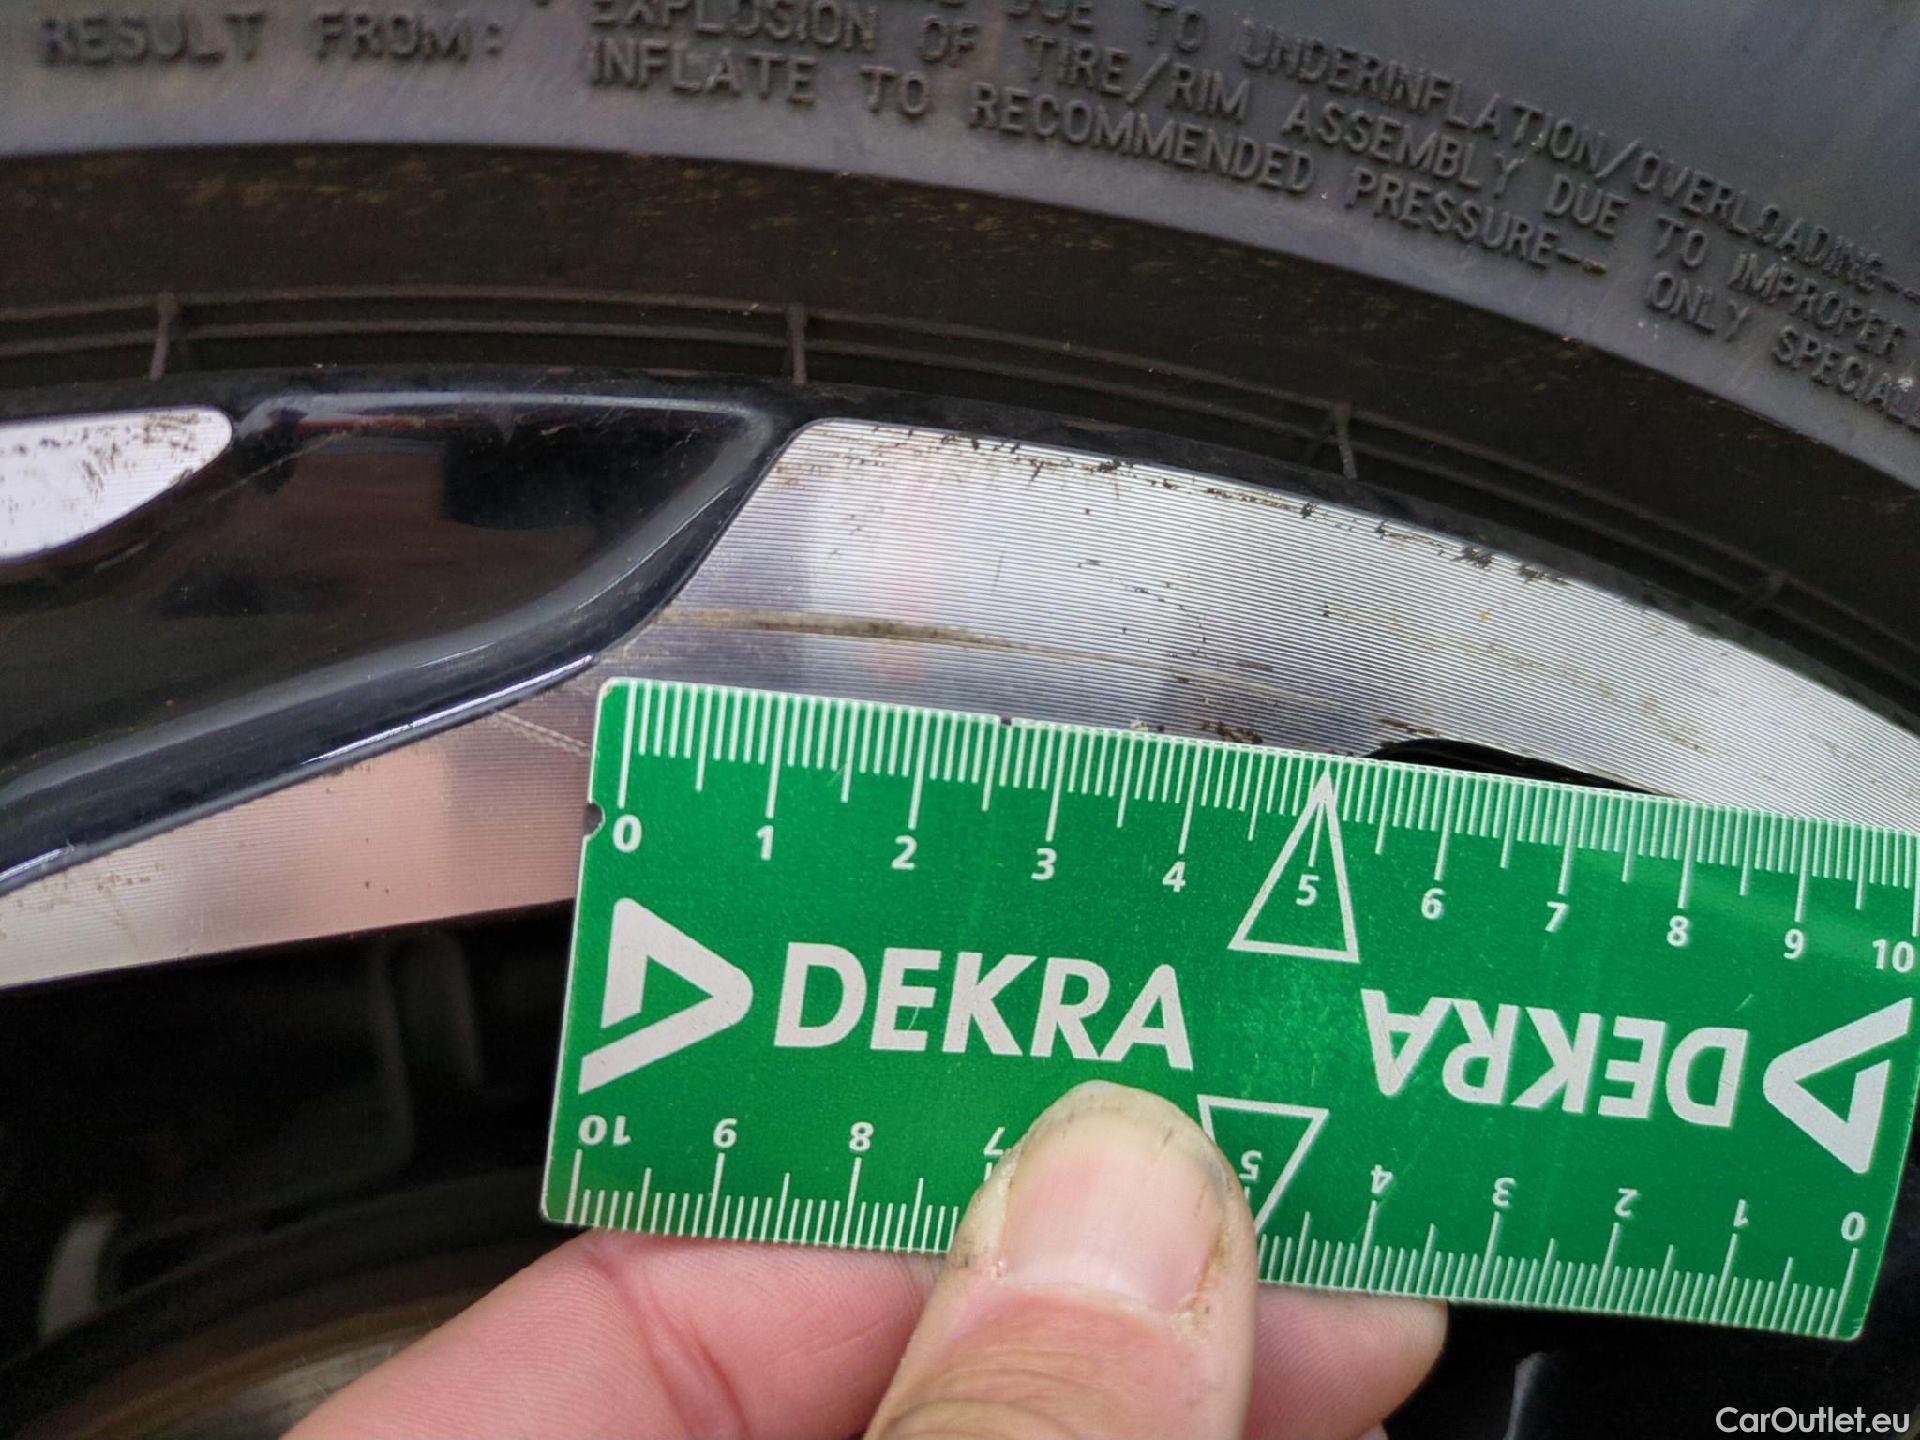 DUE TO UNDERINFLATION/OVERLOADING--
RESULT FROM: EXPLOSION OF TIRE/RIM ASSEMBLY DUE TO IMPROPER
INFLATE TO RECOMMENDED PRESSURE-- ONLY SPECIALL
0 1 2 3 4 5 6 7 8 9 10
DEKRA
DEKRA
10 9 8 7 5 4 3 2 1 0
CarOutlet.eu